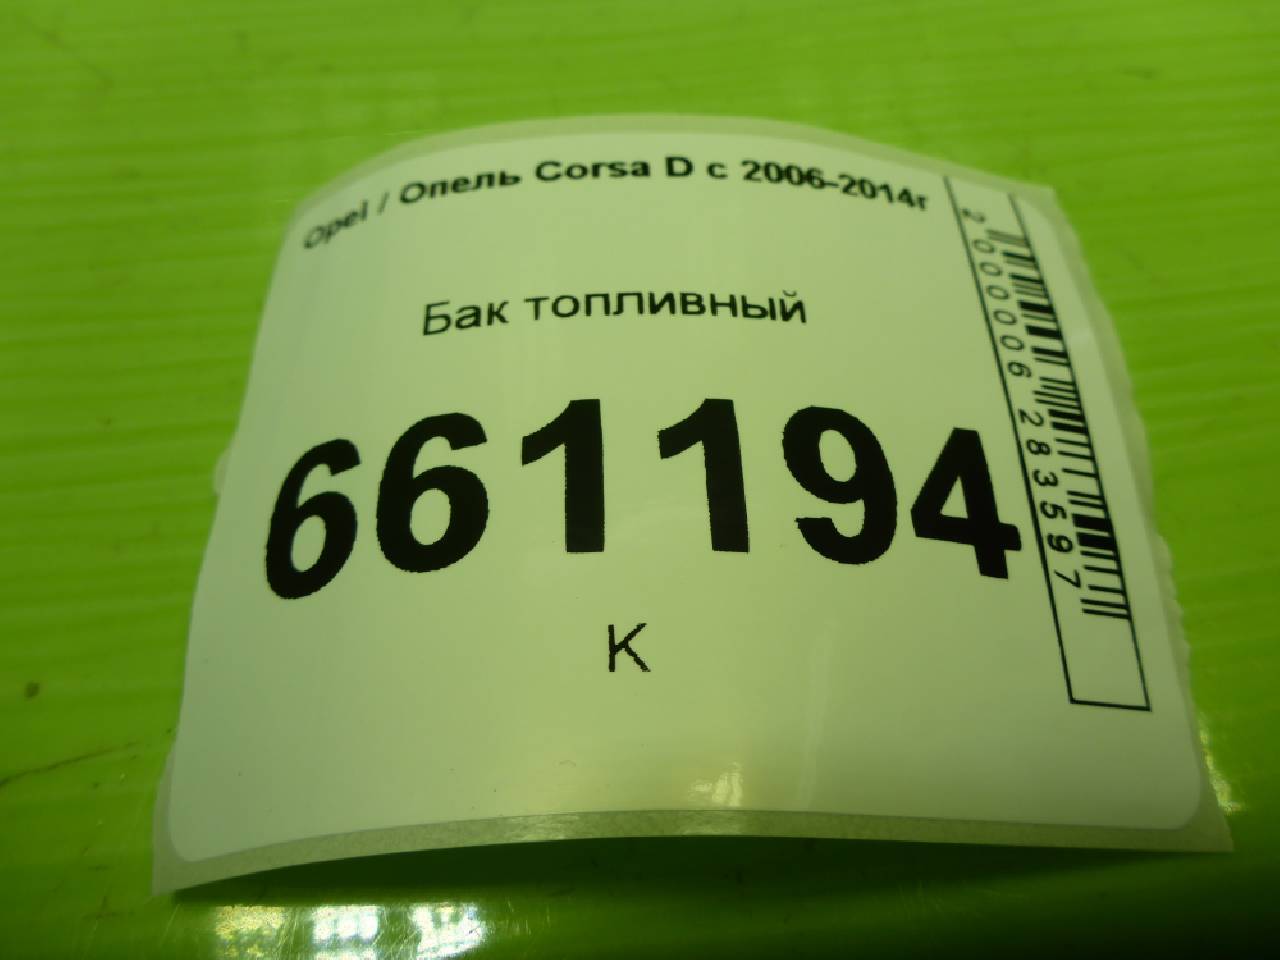 Opel / Опель Corsa D с 2006-2014г
Бак топливный
661194
К
2000006283597